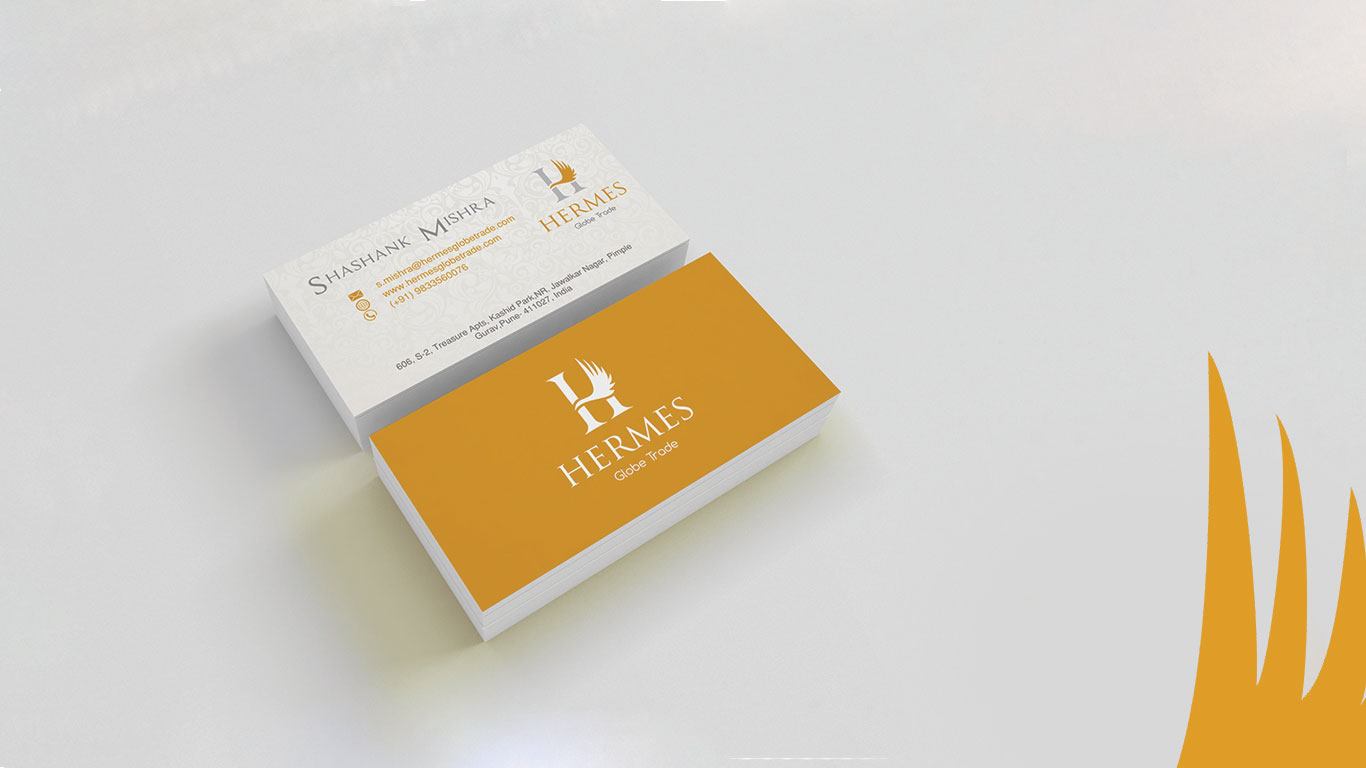 SHASHANK MISHRA
s.mishra@hermesglobetrade.com
www.hermesglobetrade.com
(+91) 9833560076
606, S-2, Treasure Apts, Kashid Park,NR. Jawalkar Nagar, Pimple
Gurav,Pune- 411027, India
H
HERMES
Globe Trade
H
HERMES
Globe Trade